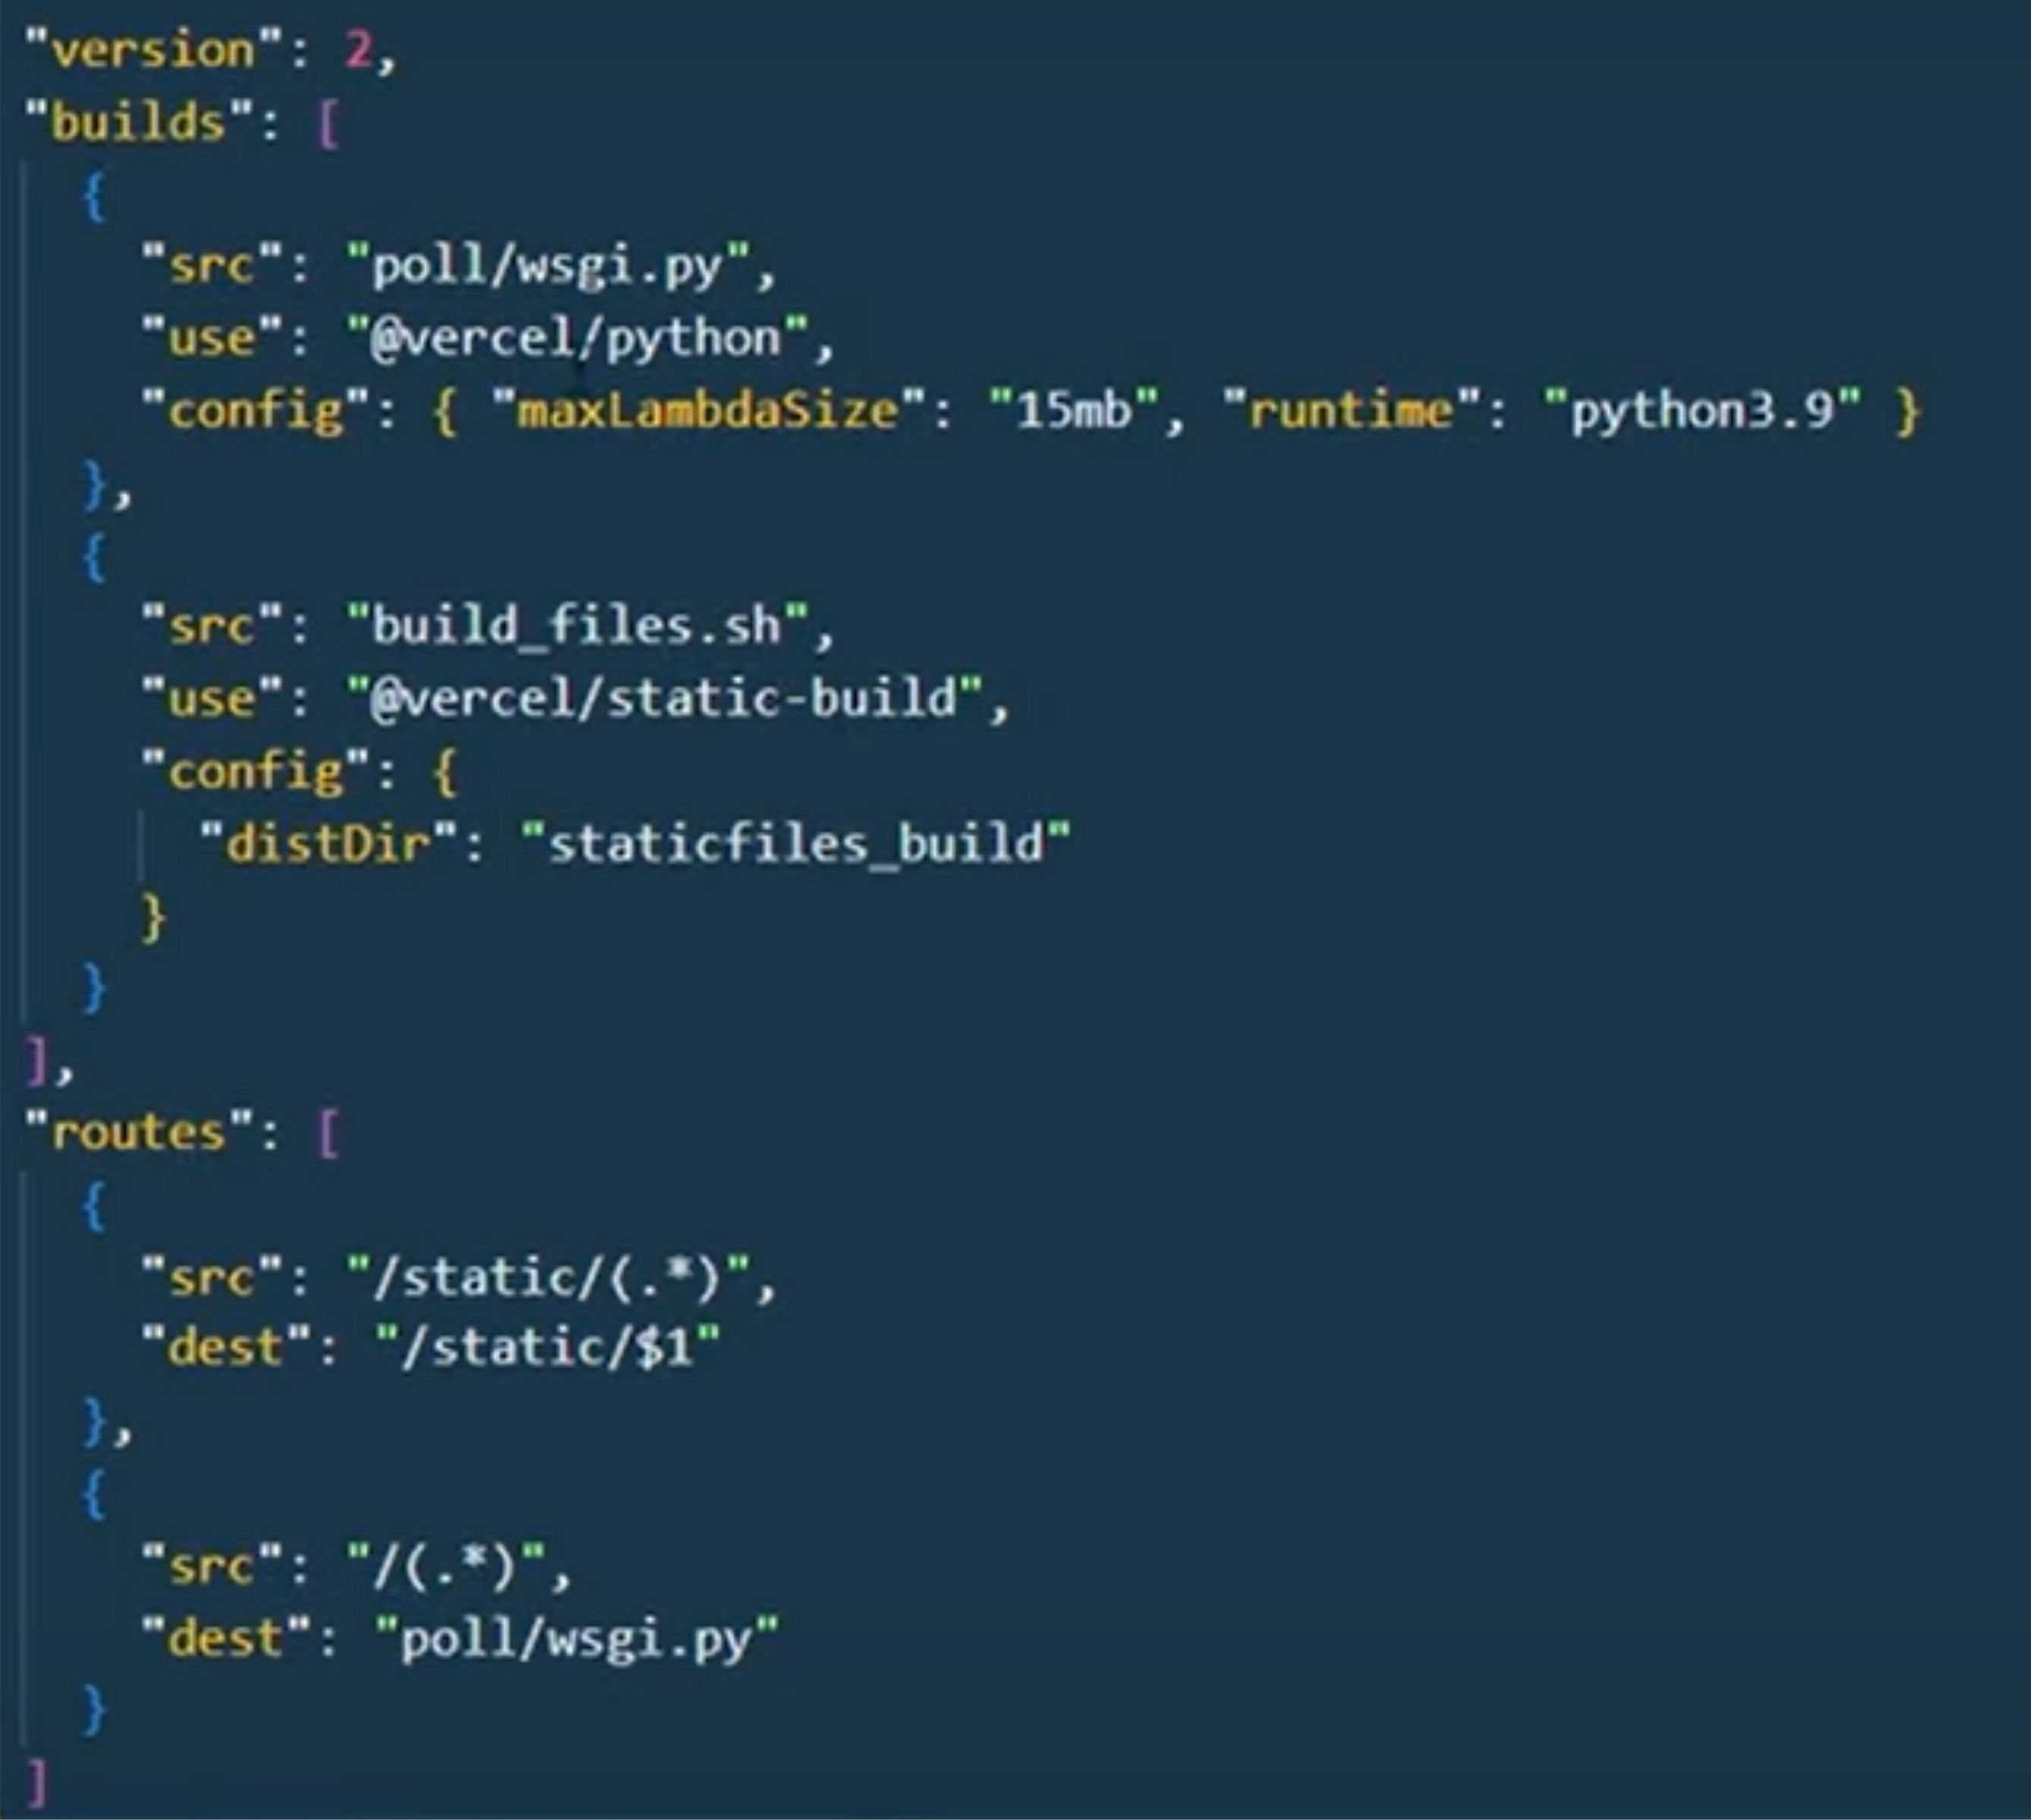 "version": 2,
"builds": [
{
"src": "poll/wsgi.py",
"use": "@vercel/python",
"config": { "maxLambdaSize": "15mb", "runtime": "python3.9" }
},
{
"src": "build_files.sh",
"use": "@vercel/static-build",
"config": {
"distDir": "staticfiles_build"
}
}
],
"routes": [
{
"src": "/static/(.*)",
"dest": "/static/$1"
},
{
"src": "/(.*)",
"dest": "poll/wsgi.py"
}
]